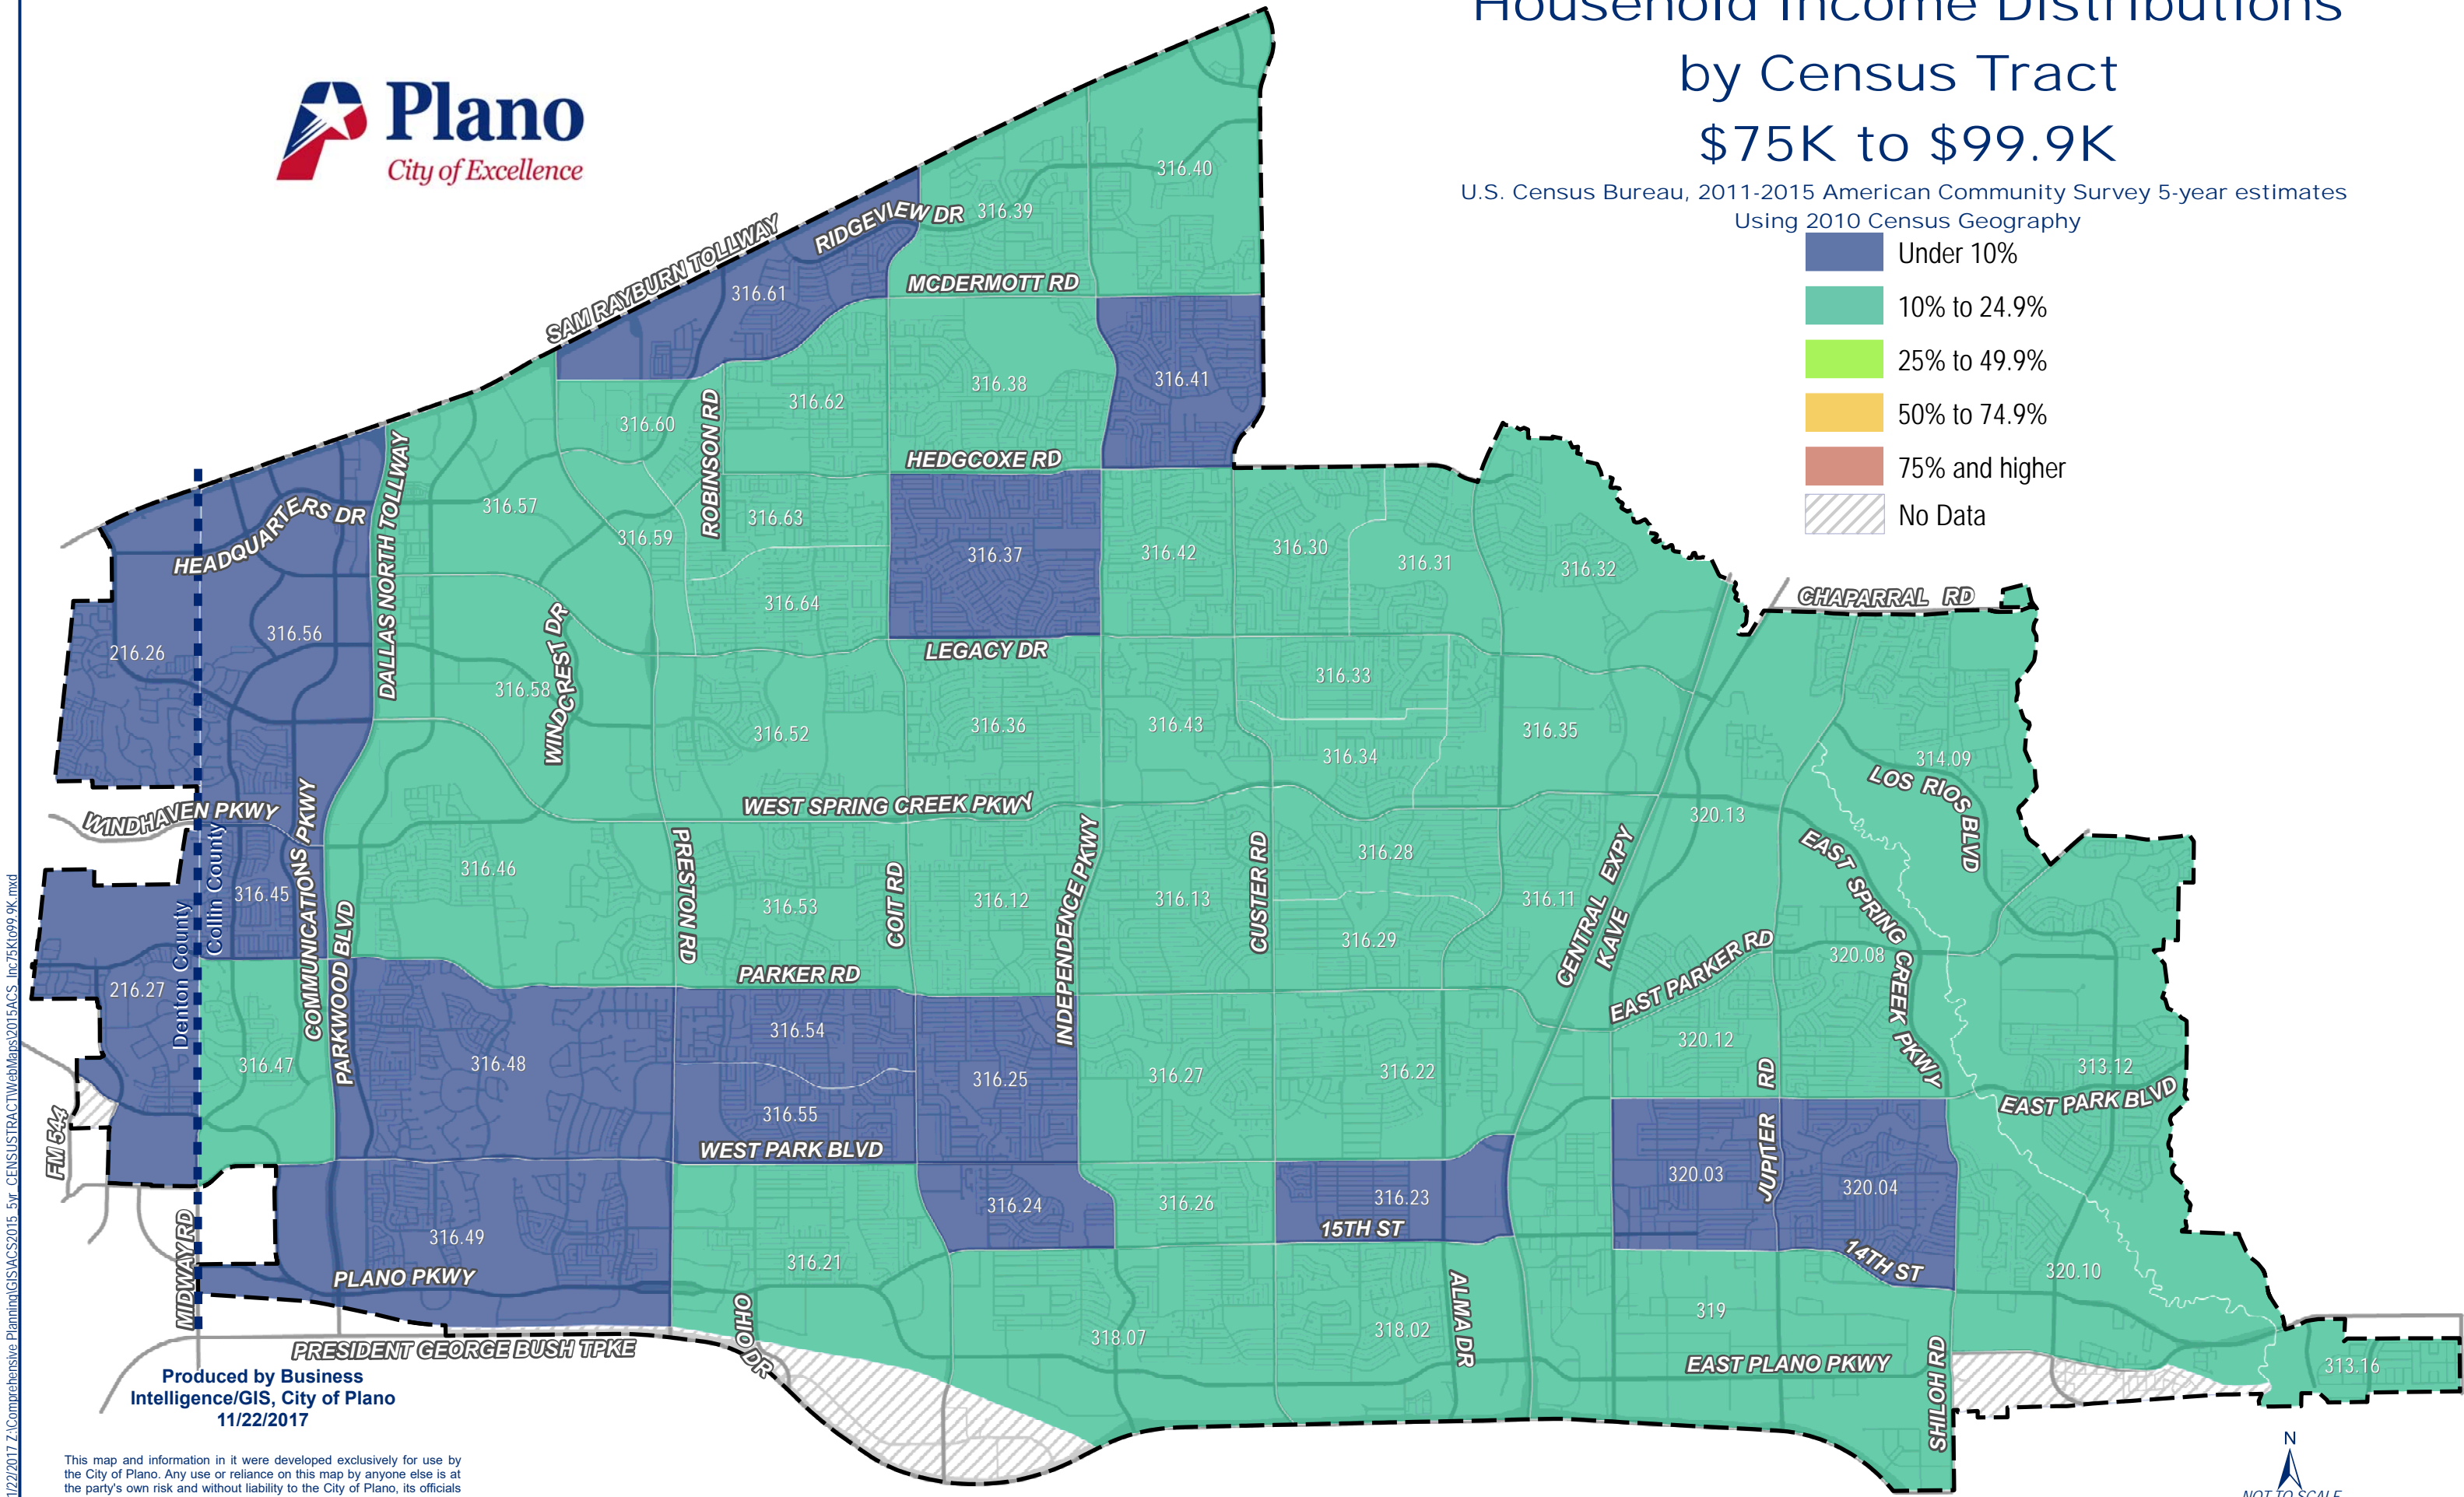 Household Income Distributions
by Census Tract
$75K to $99.9K
U.S. Census Bureau, 2011-2015 American Community Survey 5-year estimates
Using 2010 Census Geography
Under 10%
10% to 24.9%
25% to 49.9%
50% to 74.9%
75% and higher
No Data
Plano
City of Excellence
316.40
316.39
RIDGEVIEW DR
SAM RAYBURN TOLLWAY
MCDERMOTT RD
316.61
316.41
316.38
316.62
316.60
ROBINSON RD
HEDGCOXE RD
DALLAS NORTH TOLLWAY
HEADQUARTERS DR
316.57
316.63
316.59
316.37
316.42
316.30
316.31
316.32
CHAPARRAL RD
316.64
316.56
216.26
LEGACY DR
WINDCREST DR
316.58
316.33
316.52
316.36
316.43
316.35
316.34
314.09
LOS RIOS BLVD
WINDHAVEN PKWY
WEST SPRING CREEK PKWY
320.13
COMMUNICATIONS PKWY
Denton County
Collin County
316.45
316.46
PRESTON RD
316.53
COIT RD
316.12
INDEPENDENCE PKWY
316.13
CUSTER RD
316.28
316.11
CENTRAL EXPY
K AVE
EAST SPRING CREEK PKWY
316.29
320.08
EAST PARKER RD
PARKER RD
PARKWOOD BLVD
216.27
316.54
316.47
316.48
316.25
316.27
316.22
320.12
313.12
EAST PARK BLVD
316.55
FM 544
WEST PARK BLVD
JUPITER RD
320.03
320.04
316.24
316.26
316.23
15TH ST
316.49
316.21
14TH ST
320.10
MIDWAY RD
PLANO PKWY
OHIO DR
318.07
318.02
ALMA DR
319
EAST PLANO PKWY
SHILOH RD
313.16
PRESIDENT GEORGE BUSH TPKE
Produced by Business
Intelligence/GIS, City of Plano
11/22/2017
This map and information in it were developed exclusively for use by
the City of Plano. Any use or reliance on this map by anyone else is at
the party's own risk and without liability to the City of Plano, its officials
1/22/2017 Z:\Comprehensive Planning\GIS\ACS2015_5yr_CENSUSTRACT\WebMaps\2015ACS_Inc75Kto99.9K.mxd
N
NOT TO SCALE